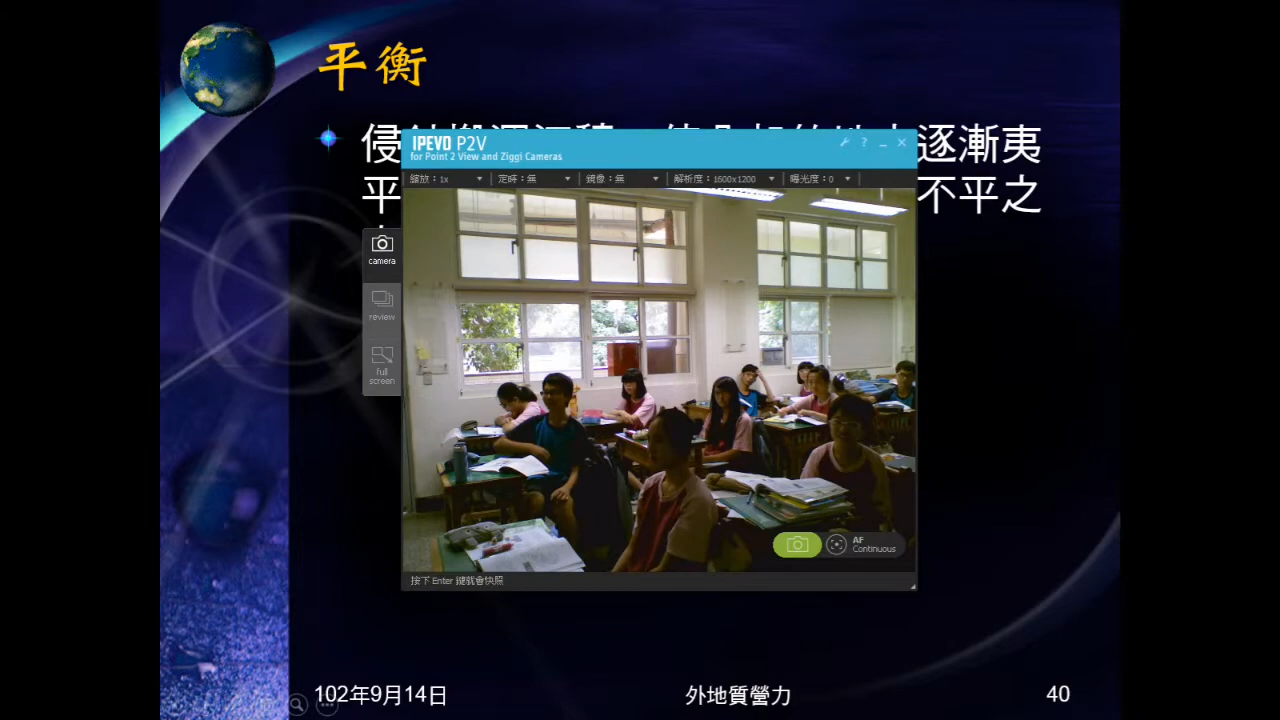 平衡
侵
逐漸夷
平
不平之
IPEVO P2V
for Point 2 View and Ziggi Cameras
縮放：1x 定時：無 鏡像：無 解析度：1600x1200 曝光度：0
camera
review
full
screen
AF
Continuous
按下 Enter 鍵就會快照
102年9月14日 外地質營力 40